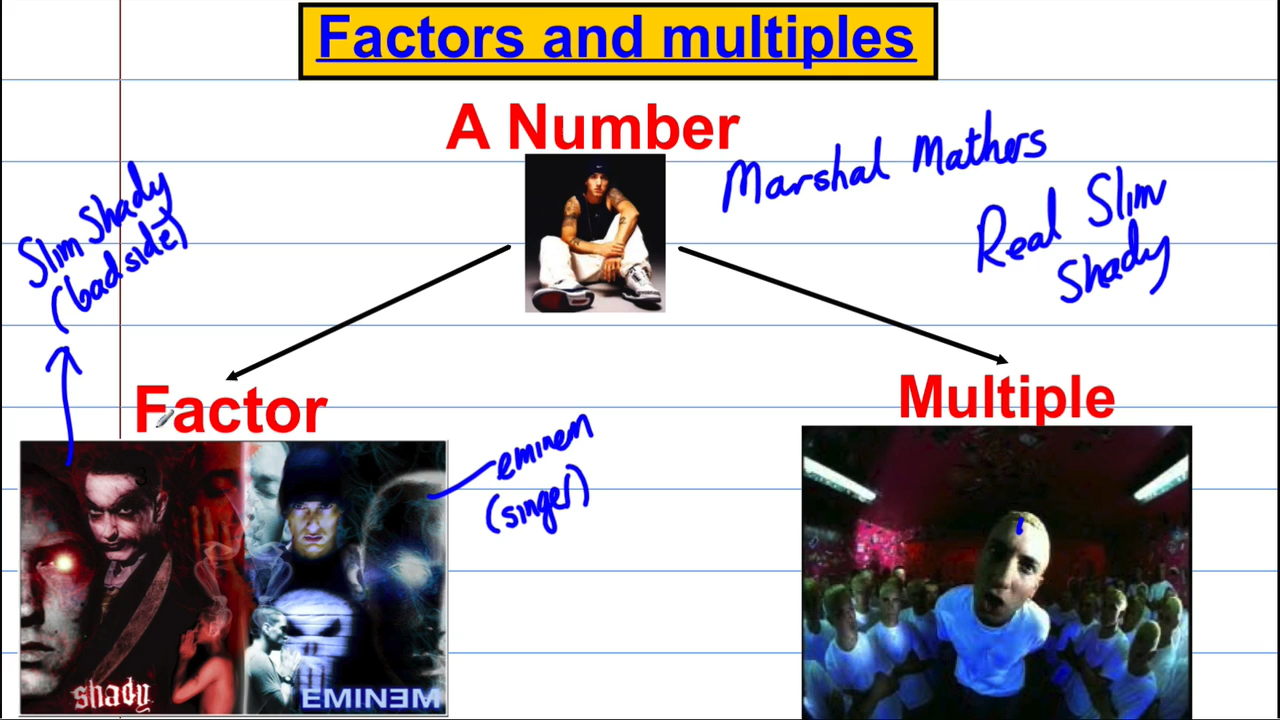 Factors and multiples
A Number
Marshal Mathers
Real Slim
Shady
Slim Shady
(bad side)
Factor
Multiple
eminem
(singer)
3
shady
EMINƎM